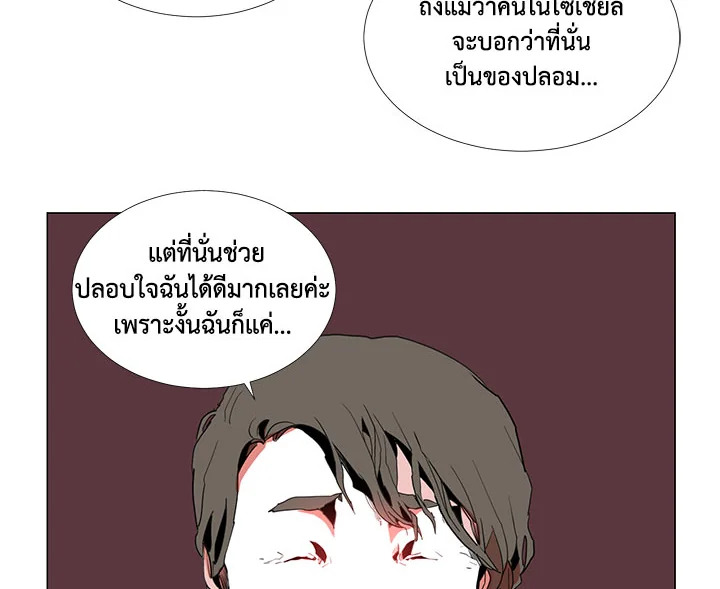 ถึงแม้ว่าคนในโซเชียล
จะบอกว่าที่นั่น
เป็นของปลอม...
แต่ที่นั่นช่วย
ปลอบใจฉันได้ดีมากเลยค่ะ
เพราะงั้นฉันก็แค่...